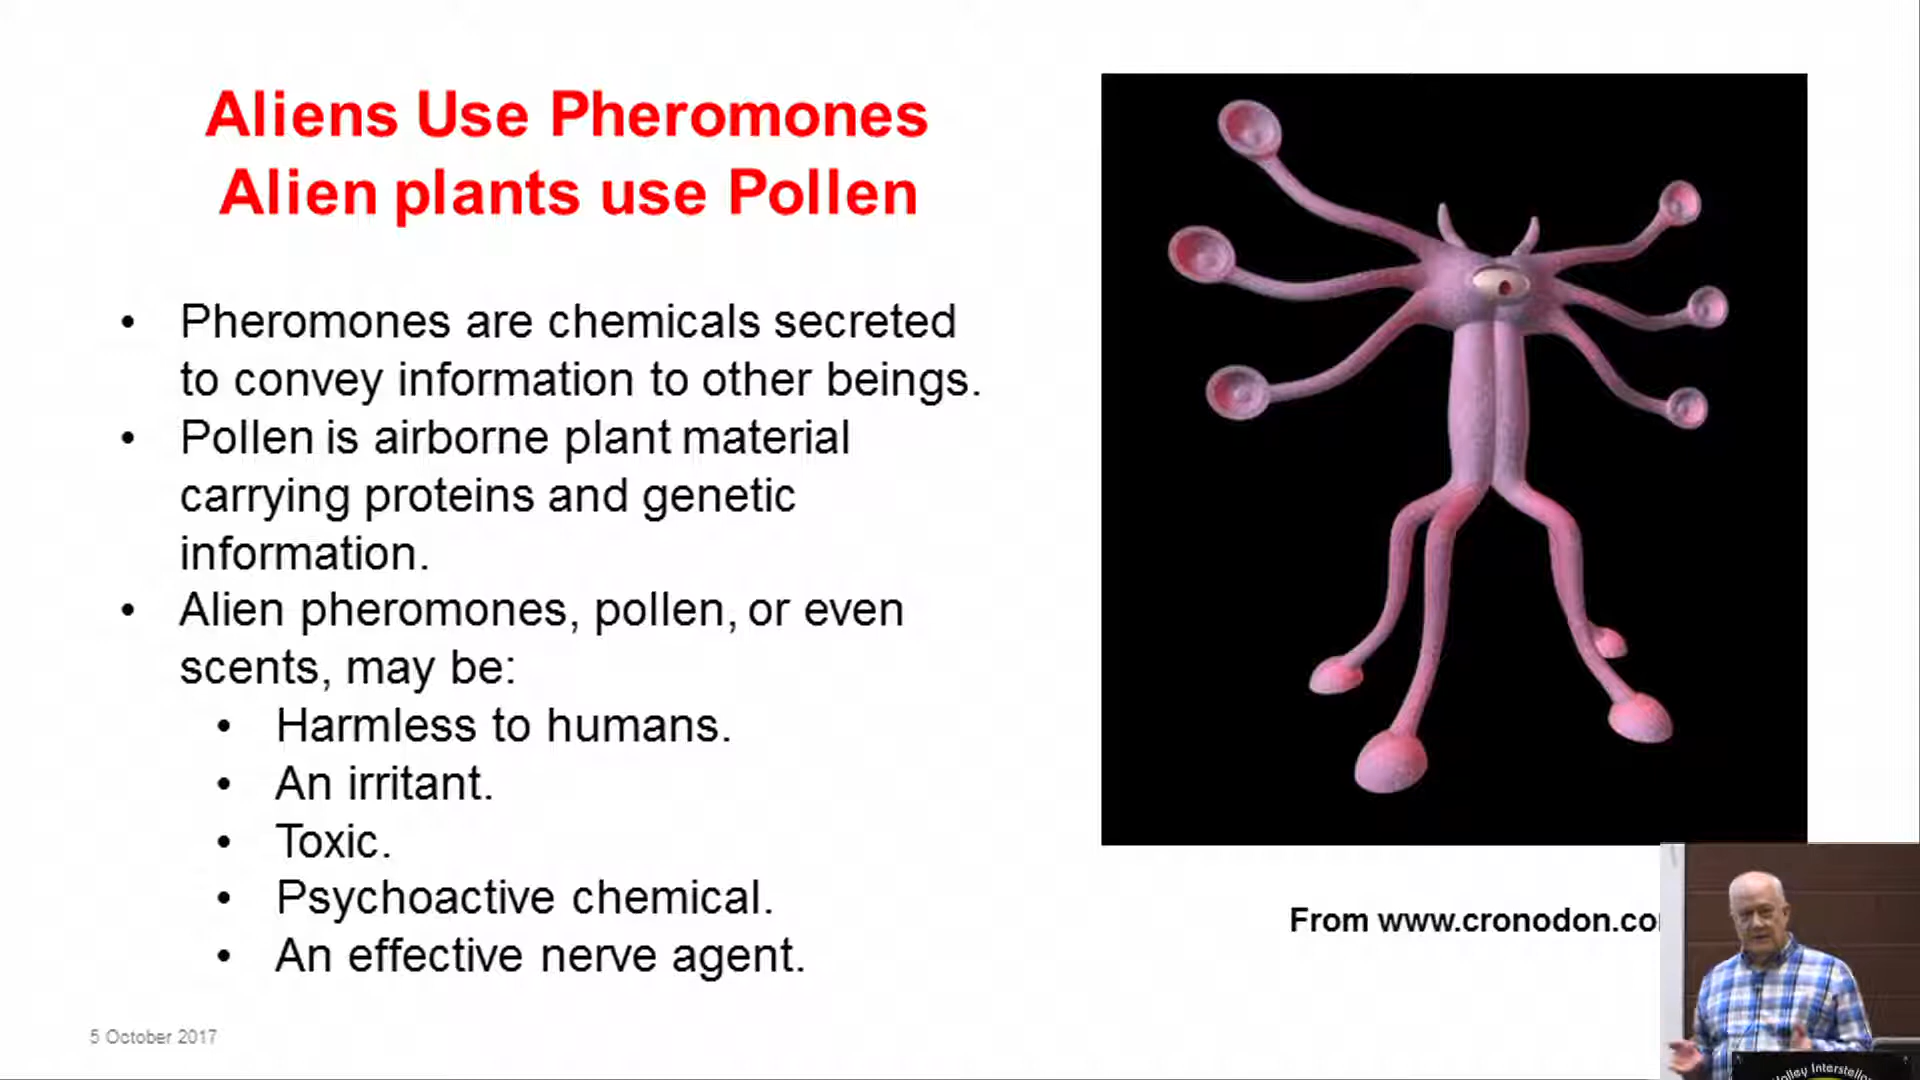 Aliens Use Pheromones
Alien plants use Pollen
• Pheromones are chemicals secreted
to convey information to other beings.
• Pollen is airborne plant material
carrying proteins and genetic
information.
• Alien pheromones, pollen, or even
scents, may be:
• Harmless to humans.
• An irritant.
• Toxic.
• Psychoactive chemical.
• An effective nerve agent.
From www.cronodon.co
5 October 2017